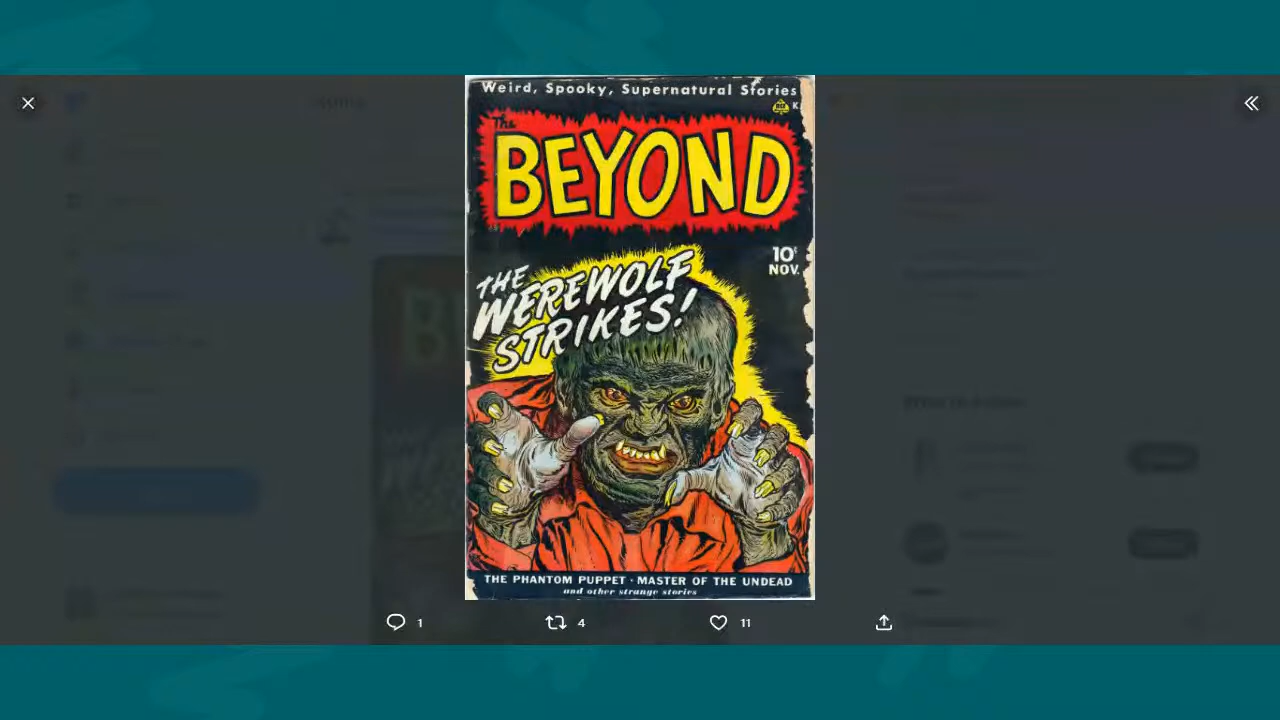 Weird, Spooky, Supernatural Stories
The
BEYOND
10¢
NOV.
THE
WEREWOLF
STRIKES!
THE PHANTOM PUPPET · MASTER OF THE UNDEAD
and other strange stories
1
4
11